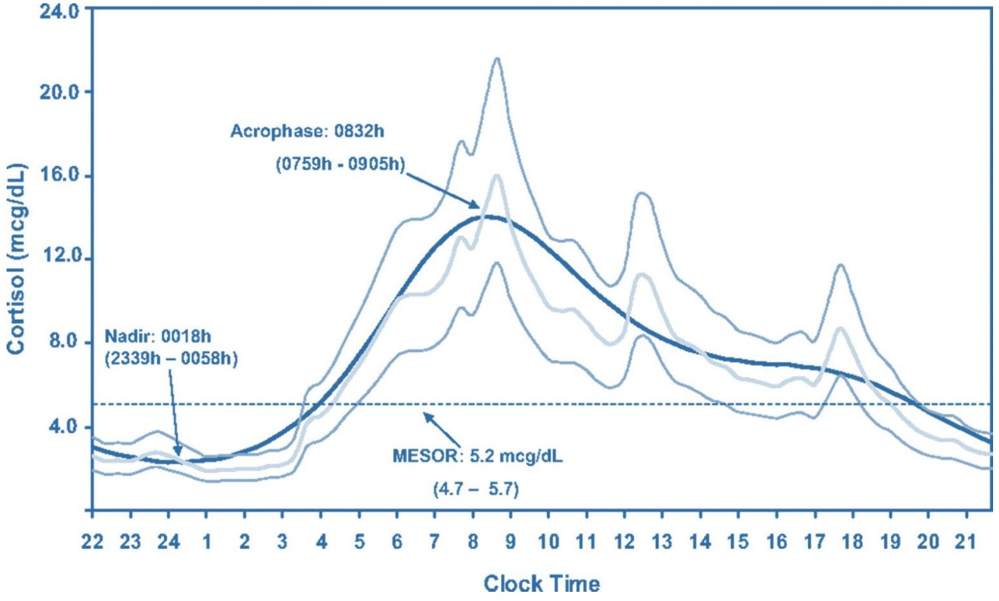 24.0
20.0
16.0
12.0
8.0
4.0
Cortisol (mcg/dL)
Acrophase: 0832h
(0759h - 0905h)
Nadir: 0018h
(2339h – 0058h)
MESOR: 5.2 mcg/dL
(4.7 – 5.7)
22 23 24 1 2 3 4 5 6 7 8 9 10 11 12 13 14 15 16 17 18 19 20 21
Clock Time